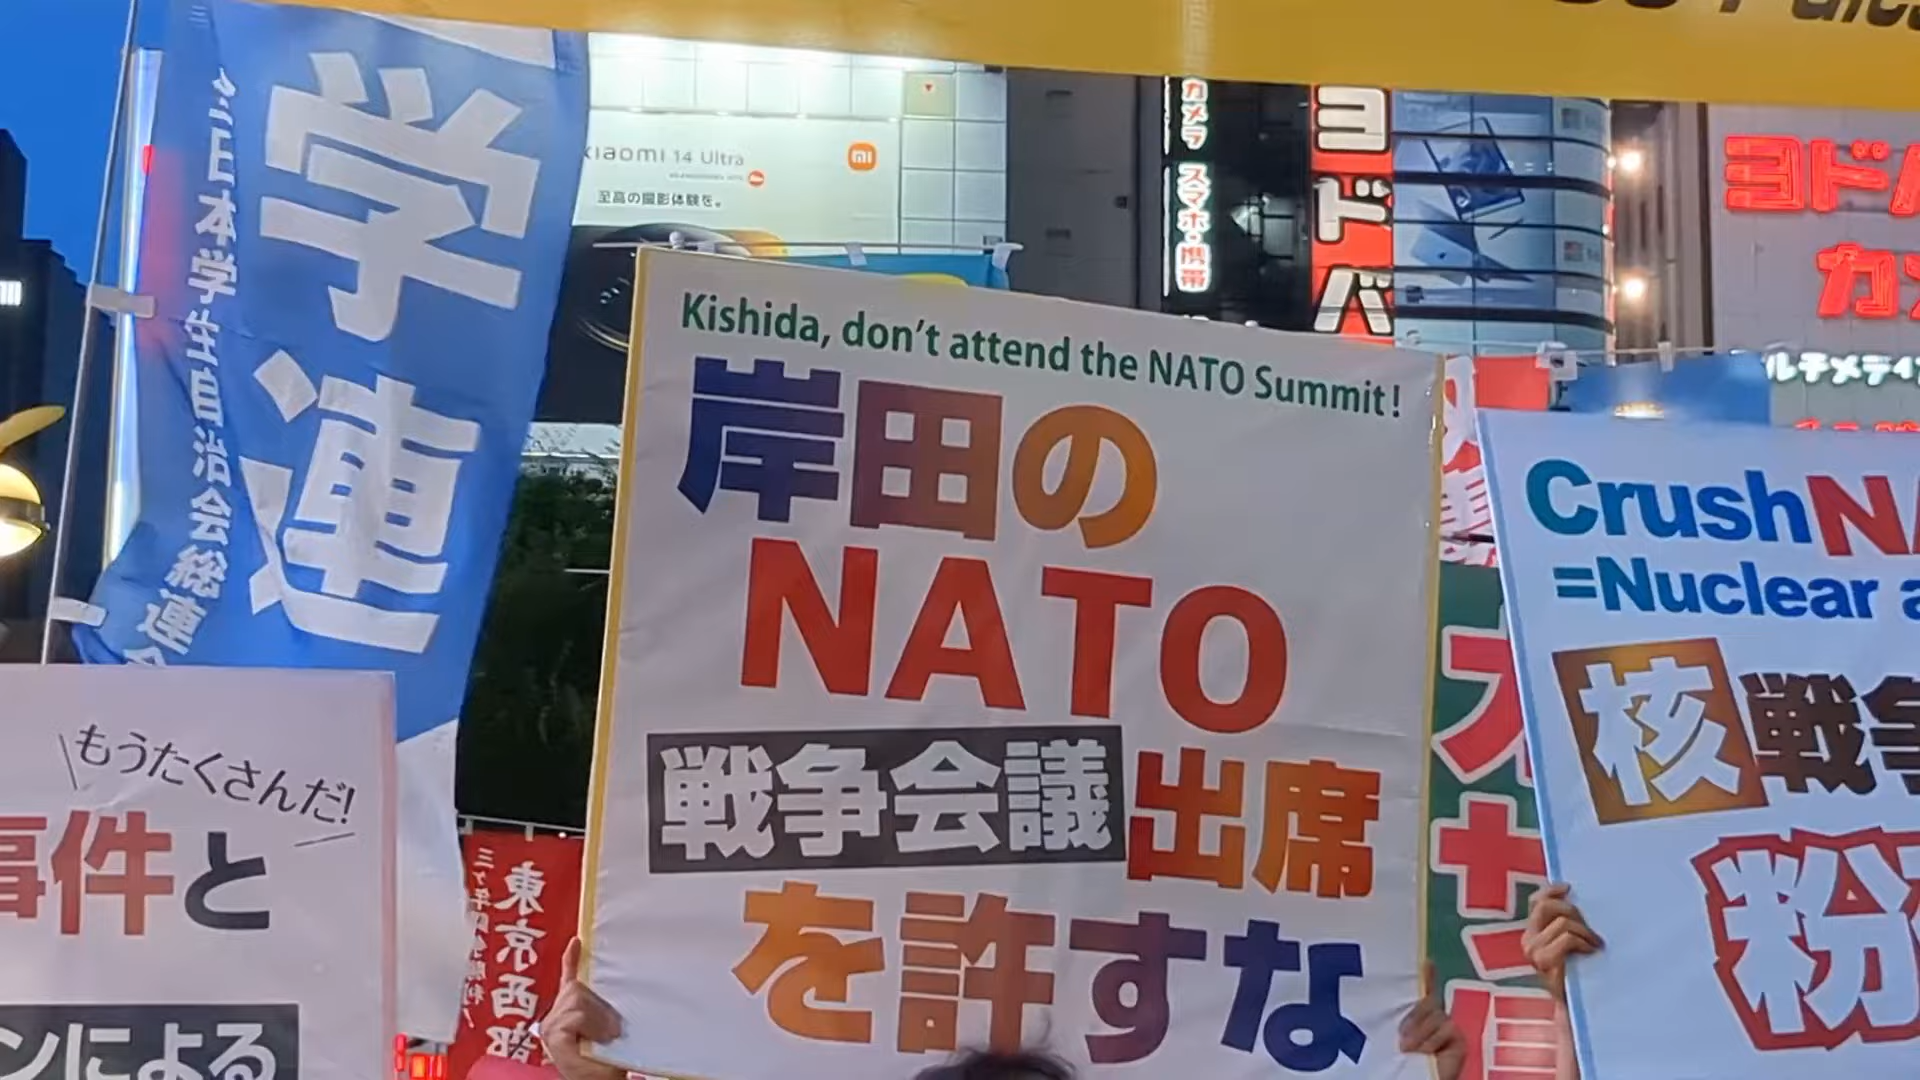 学連
全日本学生自治会総連合
xiaomi 14 Ultra
至高の撮影体験を。
カメラ スマホ・携帯
ヨドバ
ヨドバ
カメ
ルチメディア
Kishida, don't attend the NATO Summit!
岸田の
NATO
戦争会議出席
を許すな
Crush NA
=Nuclear a
核戦争
粉
もうたくさんだ!
事件と
ンによる
東京西部